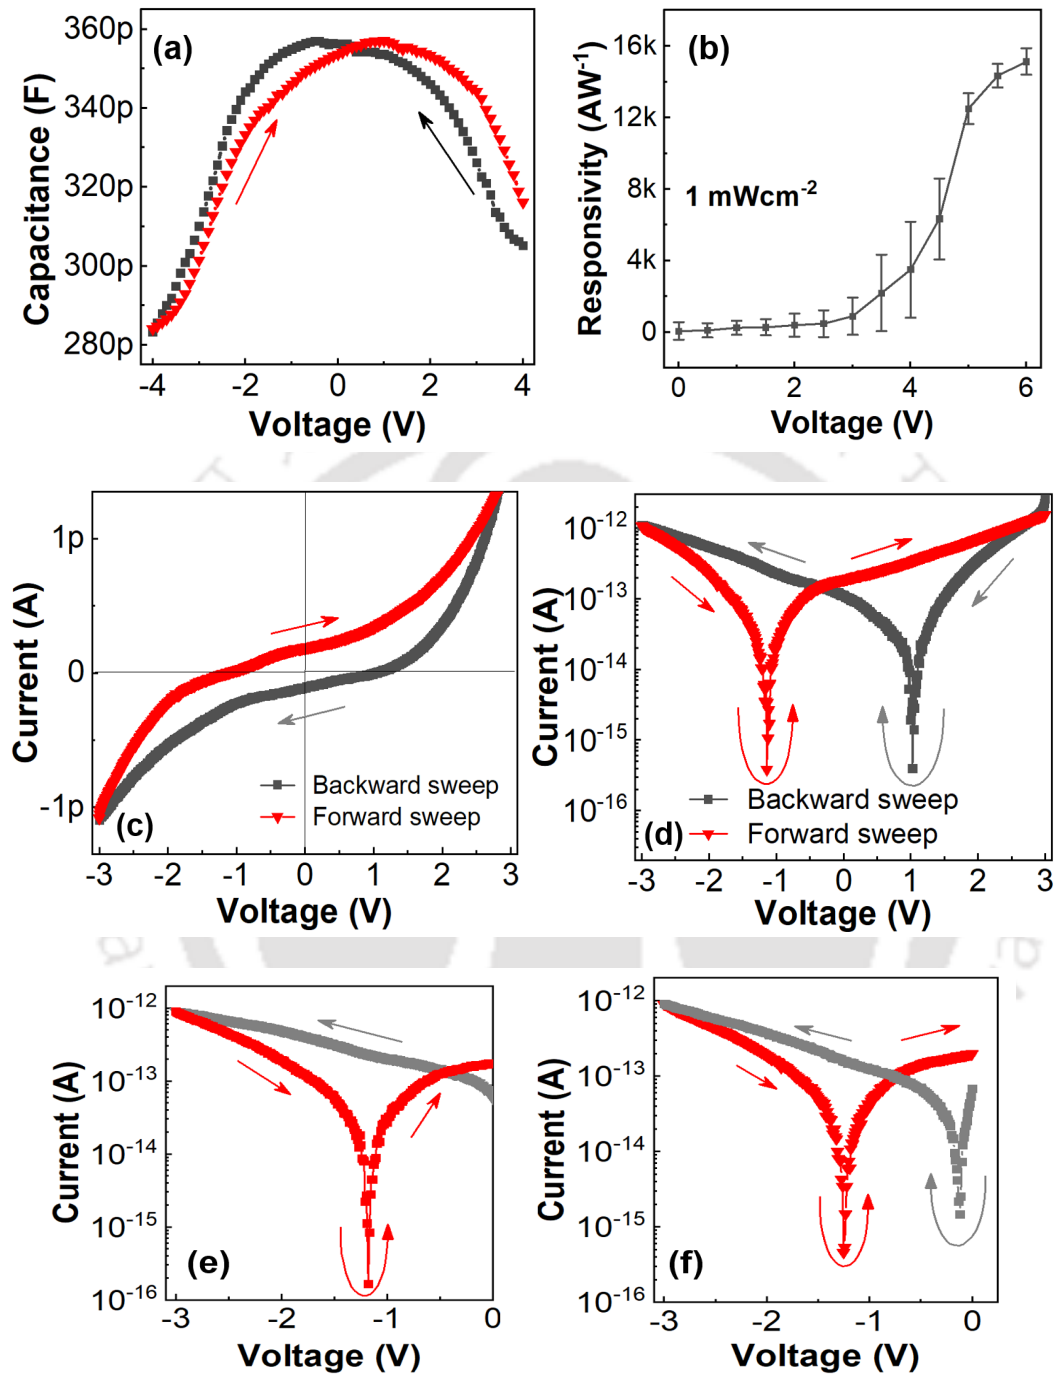 (a)
Capacitance (F)
360p
340p
320p
300p
280p
-4 -2 0 2 4
Voltage (V)
(b)
Responsivity (AW-1)
16k
12k
8k
4k
0
1 mWcm-2
0 2 4 6
Voltage (V)
Current (A)
1p
0
-1p
Backward sweep
Forward sweep
(c)
-3 -2 -1 0 1 2 3
Voltage (V)
Current (A)
10-12
10-13
10-14
10-15
10-16
Backward sweep
Forward sweep
(d)
-3 -2 -1 0 1 2 3
Voltage (V)
Current (A)
10-12
10-13
10-14
10-15
10-16
(e)
-3 -2 -1 0
Voltage (V)
Current (A)
10-12
10-13
10-14
10-15
10-16
(f)
-3 -2 -1 0
Voltage (V)